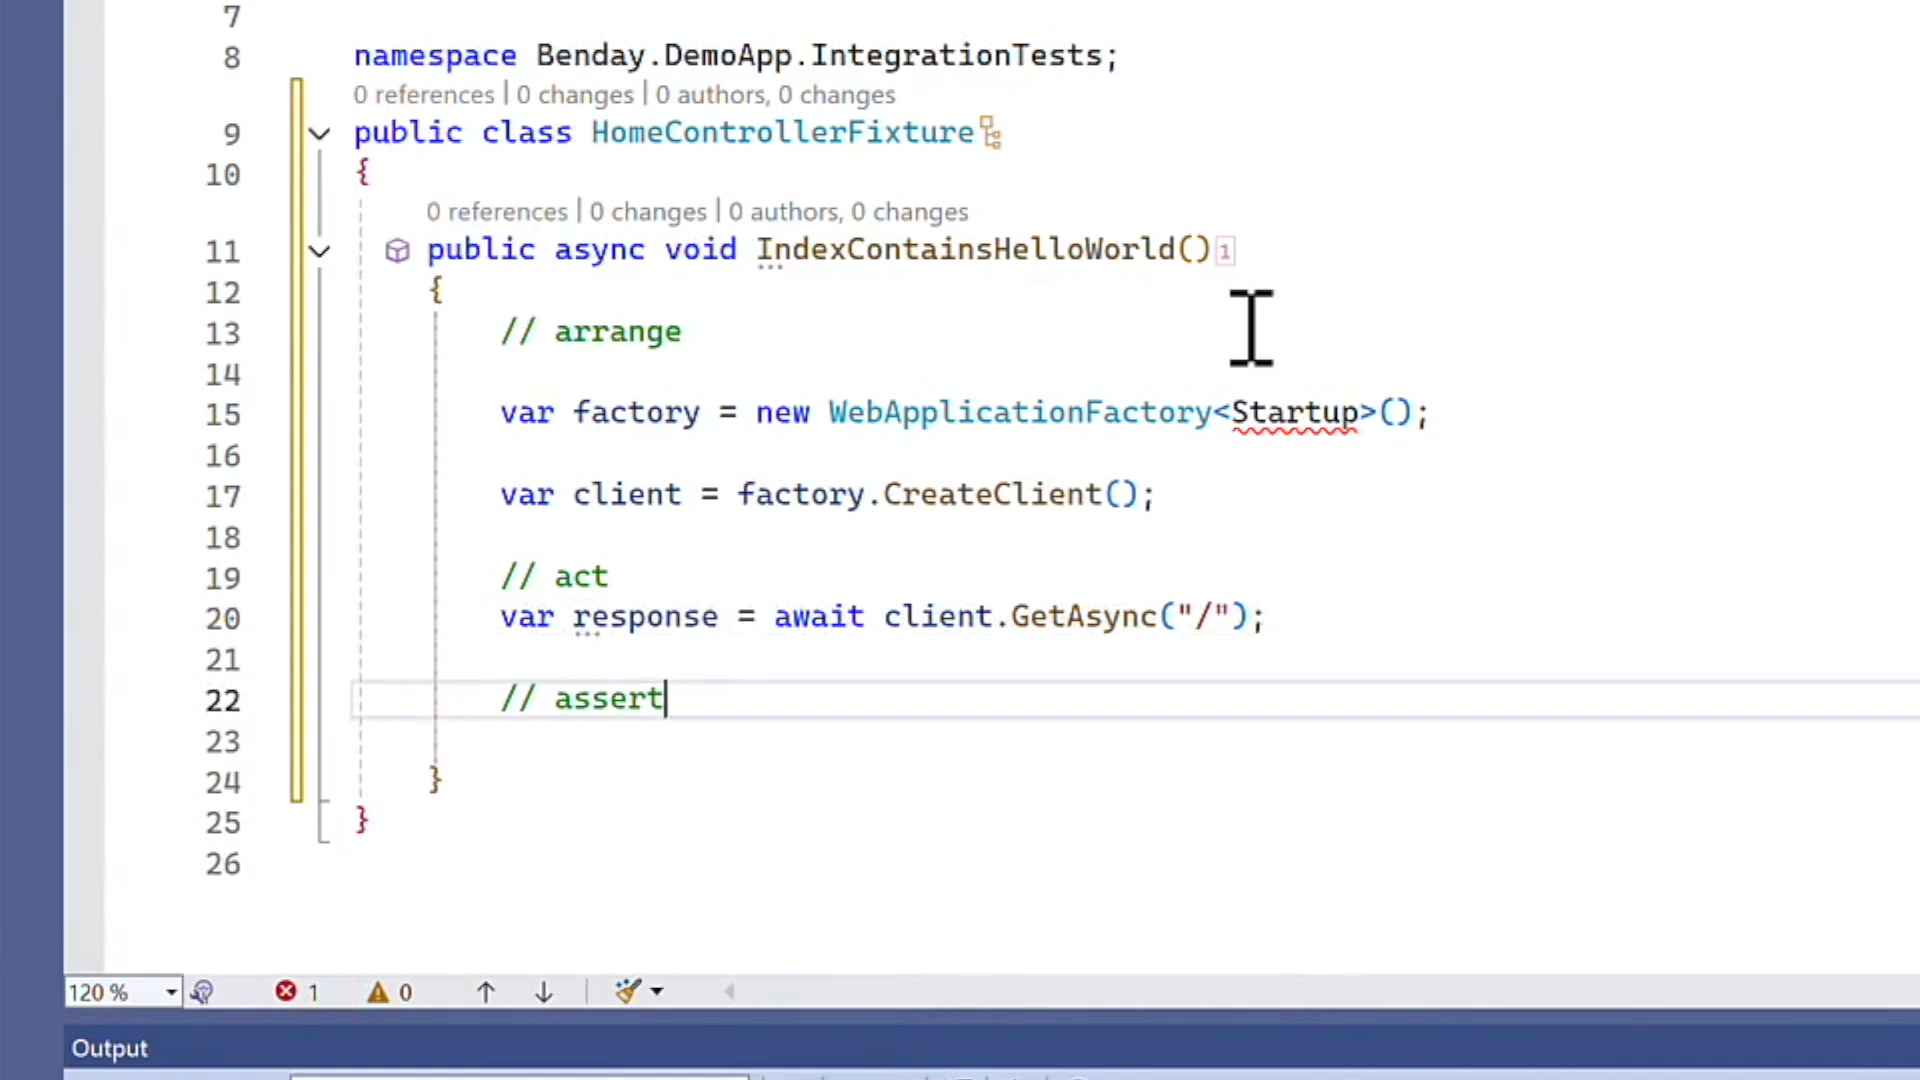 7
8 namespace Benday.DemoApp.IntegrationTests;
0 references | 0 changes | 0 authors, 0 changes
9 public class HomeControllerFixture
10 {
0 references | 0 changes | 0 authors, 0 changes
11 public async void IndexContainsHelloWorld() 1
12 {
13 // arrange
14
15 var factory = new WebApplicationFactory<Startup>();
16
17 var client = factory.CreateClient();
18
19 // act
20 var response = await client.GetAsync("/");
21
22 // assert
23
24 }
25 }
26
120 % 1 0
Output